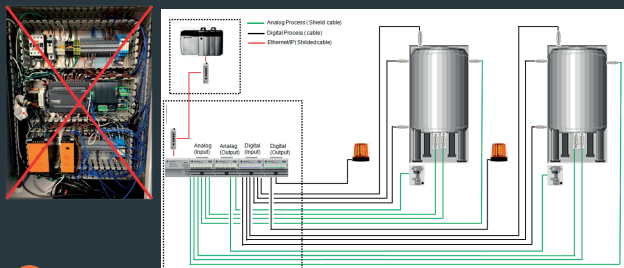 Analog Process ( Shield cable)
Digital Process ( cable)
Ethernet/IP( Shilded cable)
Analog
(Input)
Analog
(Output)
Digital
(Input)
Digital
(Output)